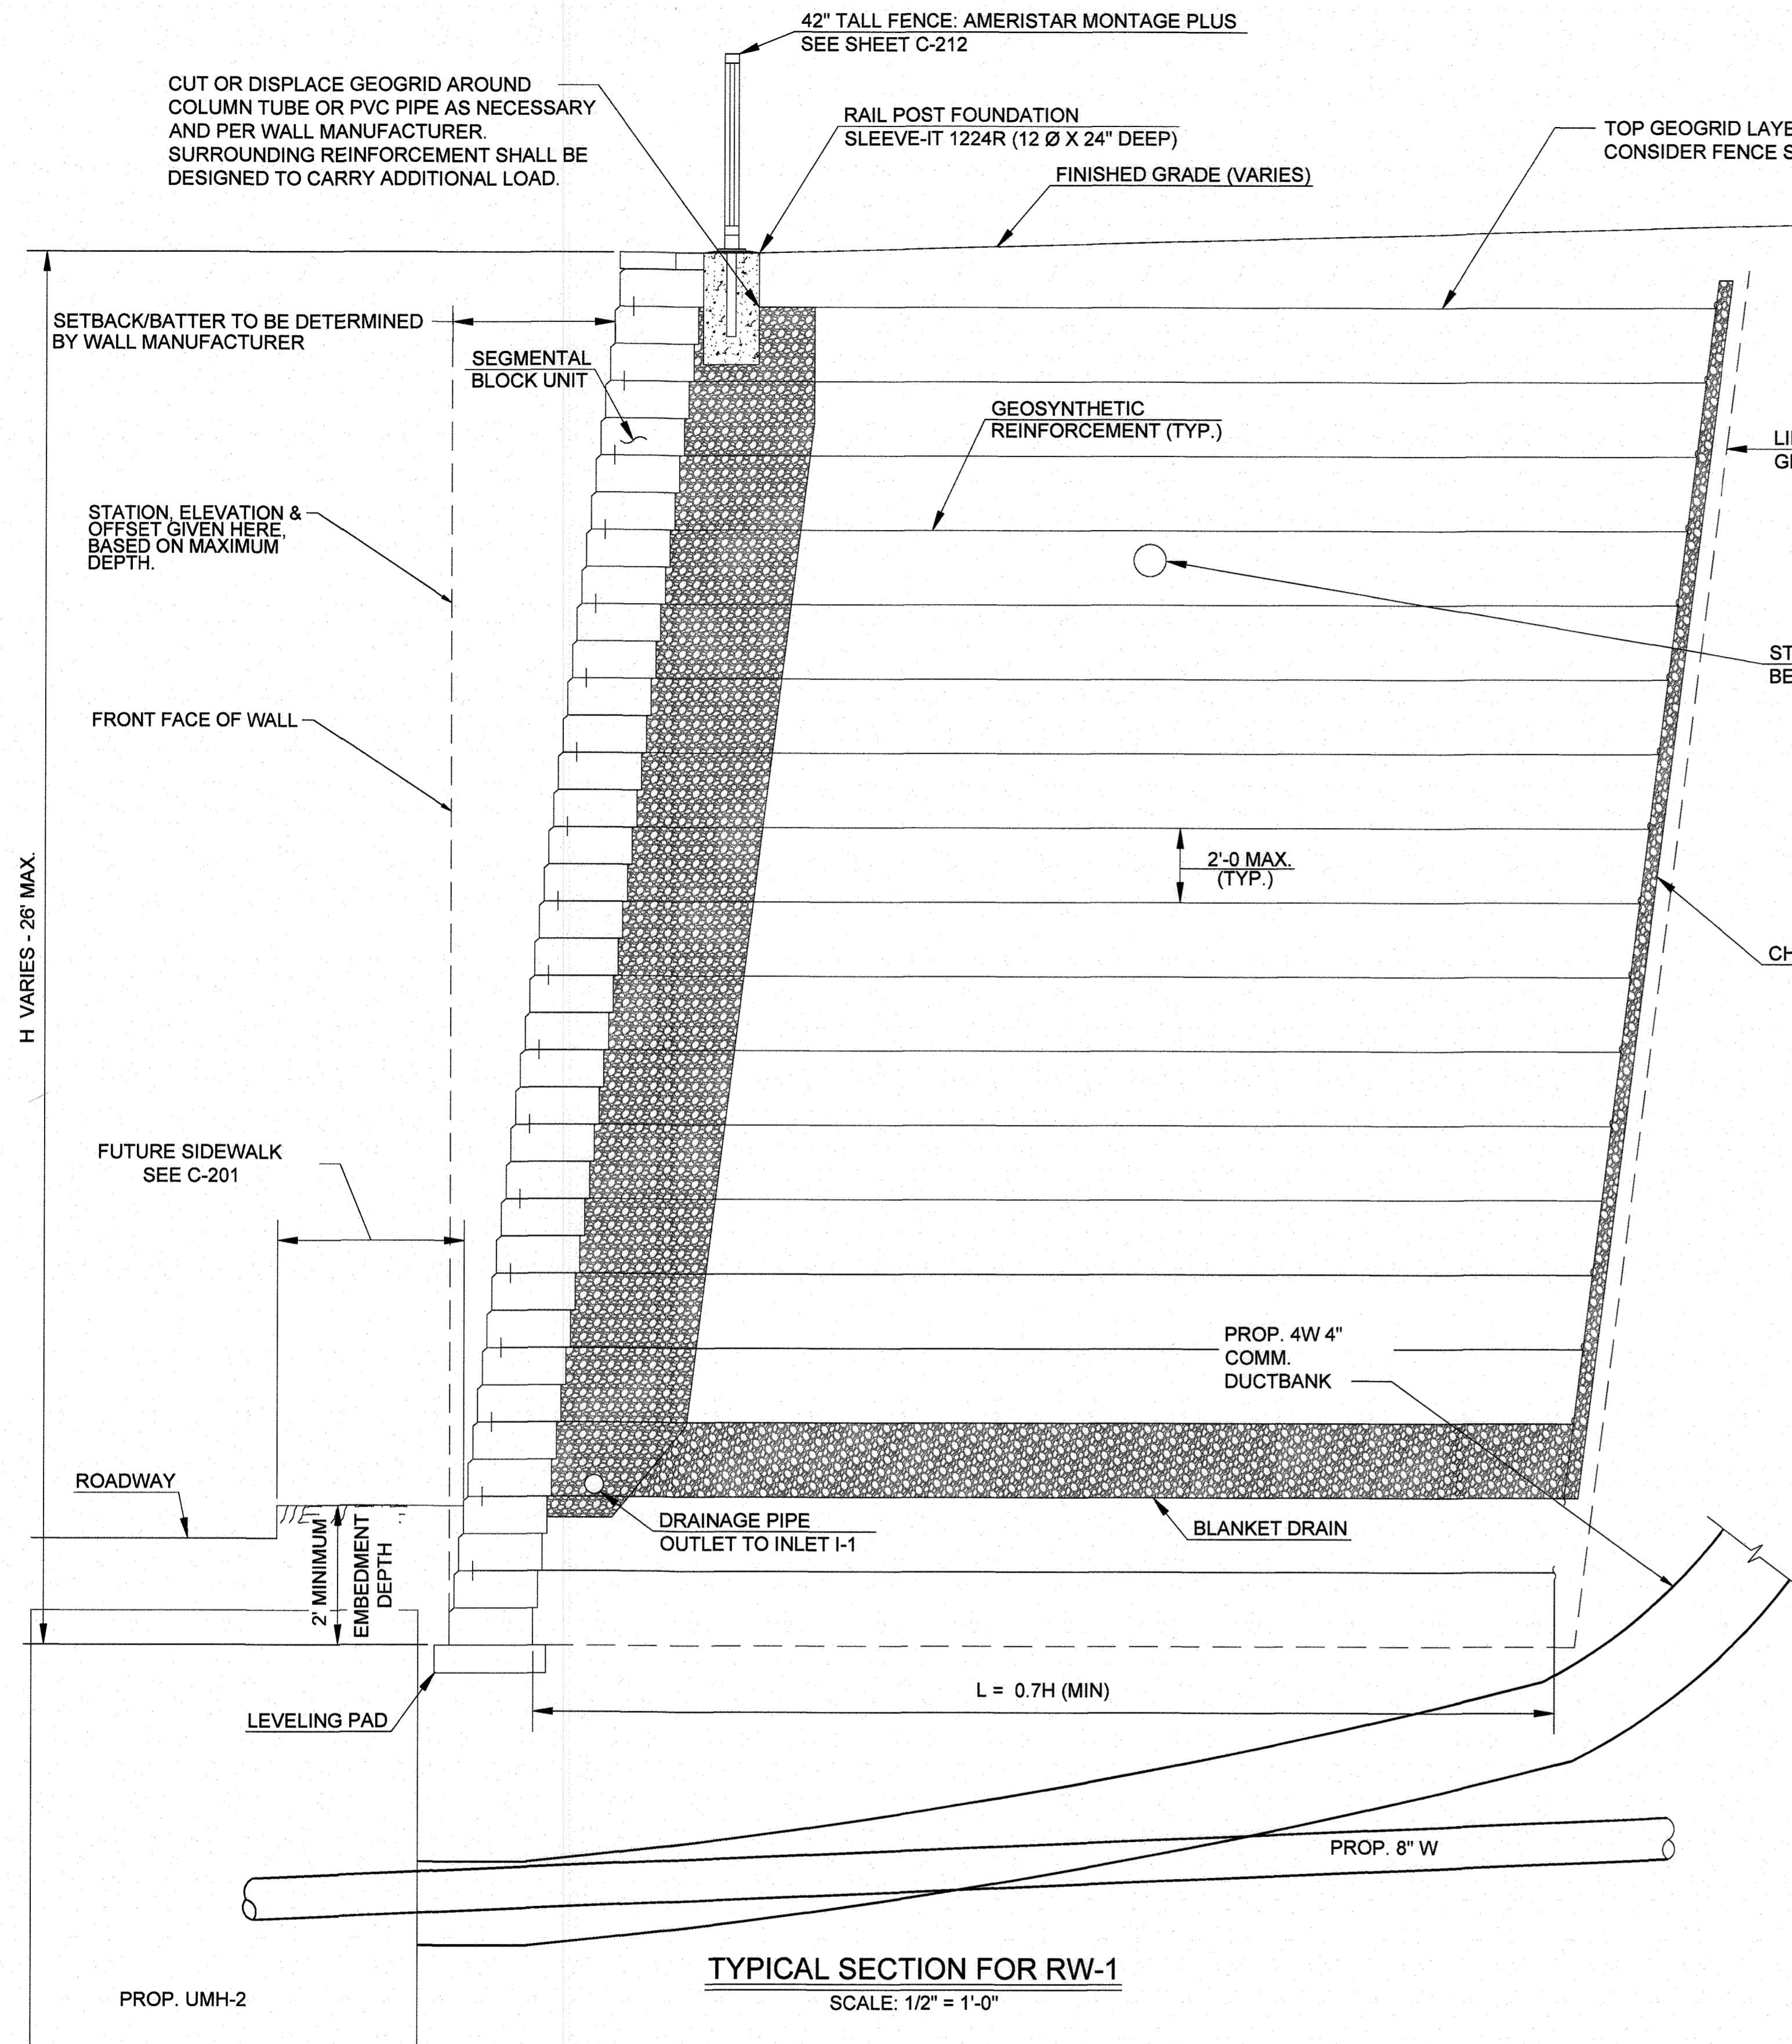 42" TALL FENCE: AMERISTAR MONTAGE PLUS
SEE SHEET C-212
CUT OR DISPLACE GEOGRID AROUND
COLUMN TUBE OR PVC PIPE AS NECESSARY
AND PER WALL MANUFACTURER.
SURROUNDING REINFORCEMENT SHALL BE
DESIGNED TO CARRY ADDITIONAL LOAD.
RAIL POST FOUNDATION
SLEEVE-IT 1224R (12 Ø X 24" DEEP)
TOP GEOGRID LAYE
CONSIDER FENCE S
FINISHED GRADE (VARIES)
SETBACK/BATTER TO BE DETERMINED
BY WALL MANUFACTURER
SEGMENTAL
BLOCK UNIT
GEOSYNTHETIC
REINFORCEMENT (TYP.)
LI
GI
STATION, ELEVATION &
OFFSET GIVEN HERE,
BASED ON MAXIMUM
DEPTH.
ST
BE
FRONT FACE OF WALL
2'-0 MAX.
(TYP.)
H VARIES - 26' MAX.
CH
FUTURE SIDEWALK
SEE C-201
PROP. 4W 4"
COMM.
DUCTBANK
ROADWAY
2' MINIMUM
EMBEDMENT
DEPTH
DRAINAGE PIPE
OUTLET TO INLET I-1
BLANKET DRAIN
L = 0.7H (MIN)
LEVELING PAD
PROP. 8" W
TYPICAL SECTION FOR RW-1
SCALE: 1/2" = 1'-0"
PROP. UMH-2